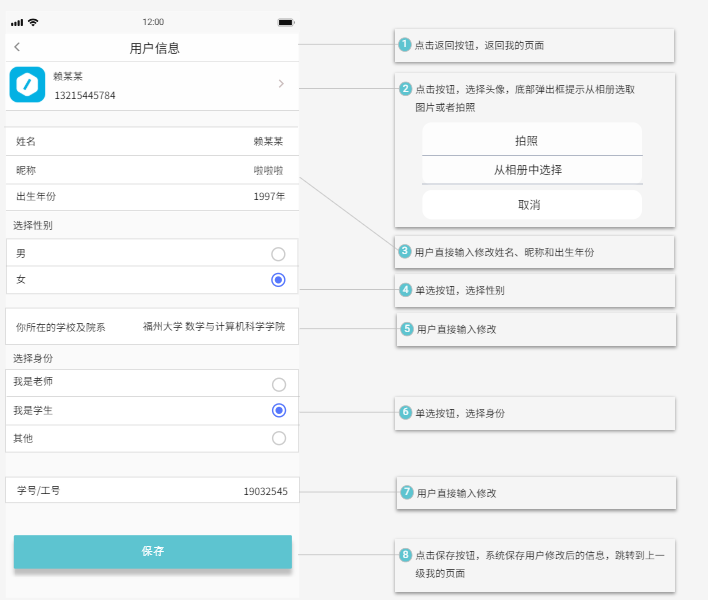 12:00
用户信息
赖某某
13215445784
姓名 赖某某
昵称 啦啦啦
出生年份 1997年
选择性别
男
女
你所在的学校及院系 福州大学 数学与计算机科学学院
选择身份
我是老师
我是学生
其他
学号/工号 19032545
保存
1 点击返回按钮，返回我的页面
2 点击按钮，选择头像，底部弹出框提示从相册选取
图片或者拍照
拍照
从相册中选择
取消
3 用户直接输入修改姓名、昵称和出生年份
4 单选按钮，选择性别
5 用户直接输入修改
6 单选按钮，选择身份
7 用户直接输入修改
8 点击保存按钮，系统保存用户修改后的信息，跳转到上一
级我的页面